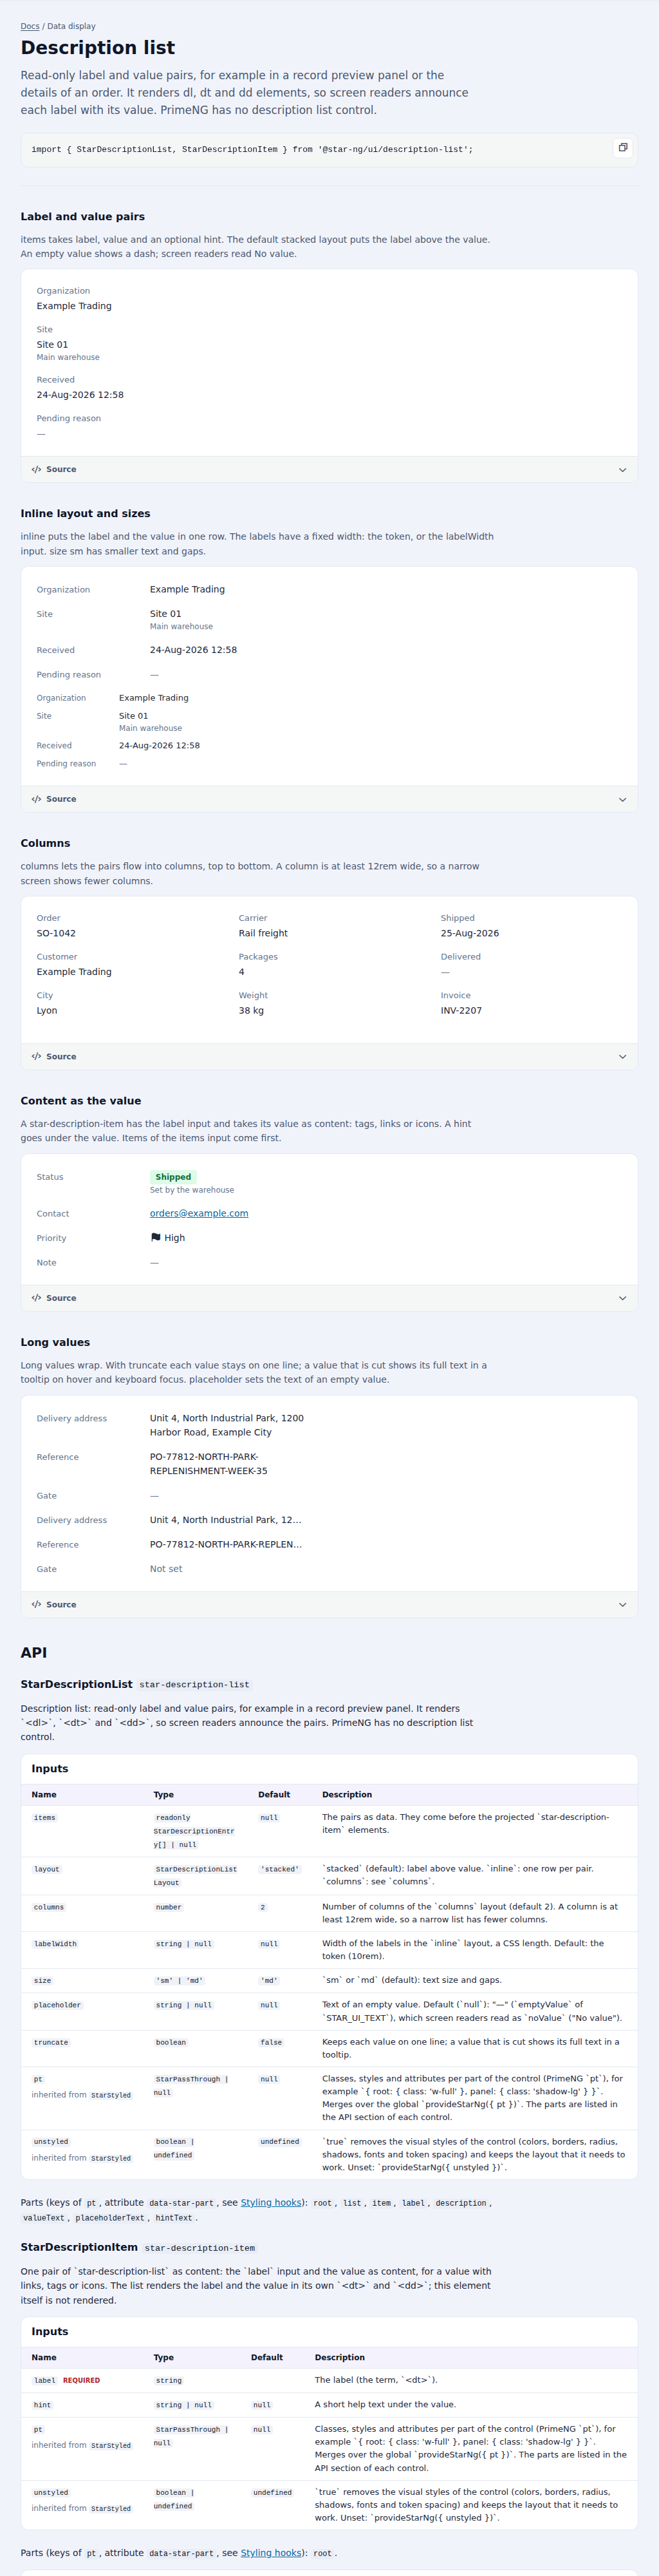 Docs / Data display
Description list
Read-only label and value pairs, for example in a record preview panel or the
details of an order. It renders dl, dt and dd elements, so screen readers announce
each label with its value. PrimeNG has no description list control.
import { StarDescriptionList, StarDescriptionItem } from '@star-ng/ui/description-list';
Label and value pairs
items takes label, value and an optional hint. The default stacked layout puts the label above the value.
An empty value shows a dash; screen readers read No value.
Organization
Example Trading
Site
Site 01
Main warehouse
Received
24-Aug-2026 12:58
Pending reason
—
Source
Inline layout and sizes
inline puts the label and the value in one row. The labels have a fixed width: the token, or the labelWidth
input. size sm has smaller text and gaps.
Organization Example Trading
Site Site 01
Main warehouse
Received 24-Aug-2026 12:58
Pending reason —
Organization Example Trading
Site Site 01
Main warehouse
Received 24-Aug-2026 12:58
Pending reason —
Source
Columns
columns lets the pairs flow into columns, top to bottom. A column is at least 12rem wide, so a narrow
screen shows fewer columns.
Order Carrier Shipped
SO-1042 Rail freight 25-Aug-2026
Customer Packages Delivered
Example Trading 4 —
City Weight Invoice
Lyon 38 kg INV-2207
Source
Content as the value
A star-description-item has the label input and takes its value as content: tags, links or icons. A hint
goes under the value. Items of the items input come first.
Status Shipped
Set by the warehouse
Contact orders@example.com
Priority High
Note —
Source
Long values
Long values wrap. With truncate each value stays on one line; a value that is cut shows its full text in a
tooltip on hover and keyboard focus. placeholder sets the text of an empty value.
Delivery address Unit 4, North Industrial Park, 1200
Harbor Road, Example City
Reference PO-77812-NORTH-PARK-
REPLENISHMENT-WEEK-35
Gate —
Delivery address Unit 4, North Industrial Park, 12…
Reference PO-77812-NORTH-PARK-REPLEN…
Gate Not set
Source
API
StarDescriptionList star-description-list
Description list: read-only label and value pairs, for example in a record preview panel. It renders
`<dl>`, `<dt>` and `<dd>`, so screen readers announce the pairs. PrimeNG has no description list
control.
Inputs
Name Type Default Description
items readonly StarDescriptionEntry[] | null null The pairs as data. They come before the projected `star-description-item` elements.
layout StarDescriptionListLayout 'stacked' `stacked` (default): label above value. `inline`: one row per pair. `columns`: see `columns`.
columns number 2 Number of columns of the `columns` layout (default 2). A column is at least 12rem wide, so a narrow list has fewer columns.
labelWidth string | null null Width of the labels in the `inline` layout, a CSS length. Default: the token (10rem).
size 'sm' | 'md' 'md' `sm` or `md` (default): text size and gaps.
placeholder string | null null Text of an empty value. Default (`null`): "—" (`emptyValue` of `STAR_UI_TEXT`), which screen readers read as `noValue` ("No value").
truncate boolean false Keeps each value on one line; a value that is cut shows its full text in a tooltip.
pt inherited from StarStyled StarPassThrough | null null Classes, styles and attributes per part of the control (PrimeNG `pt`), for example `{ root: { class: 'w-full' }, panel: { class: 'shadow-lg' } }`. Merges over the global `provideStarNg({ pt })`. The parts are listed in the API section of each control.
unstyled inherited from StarStyled boolean | undefined undefined `true` removes the visual styles of the control (colors, borders, radius, shadows, fonts and token spacing) and keeps the layout that it needs to work. Unset: `provideStarNg({ unstyled })`.
Parts (keys of pt, attribute data-star-part, see Styling hooks): root, list, item, label, description,
valueText, placeholderText, hintText.
StarDescriptionItem star-description-item
One pair of `star-description-list` as content: the `label` input and the value as content, for a value with
links, tags or icons. The list renders the label and the value in its own `<dt>` and `<dd>`; this element
itself is not rendered.
Inputs
Name Type Default Description
label REQUIRED string The label (the term, `<dt>`).
hint string | null null A short help text under the value.
pt inherited from StarStyled StarPassThrough | null null Classes, styles and attributes per part of the control (PrimeNG `pt`), for example `{ root: { class: 'w-full' }, panel: { class: 'shadow-lg' } }`. Merges over the global `provideStarNg({ pt })`. The parts are listed in the API section of each control.
unstyled inherited from StarStyled boolean | undefined undefined `true` removes the visual styles of the control (colors, borders, radius, shadows, fonts and token spacing) and keeps the layout that it needs to work. Unset: `provideStarNg({ unstyled })`.
Parts (keys of pt, attribute data-star-part, see Styling hooks): root.